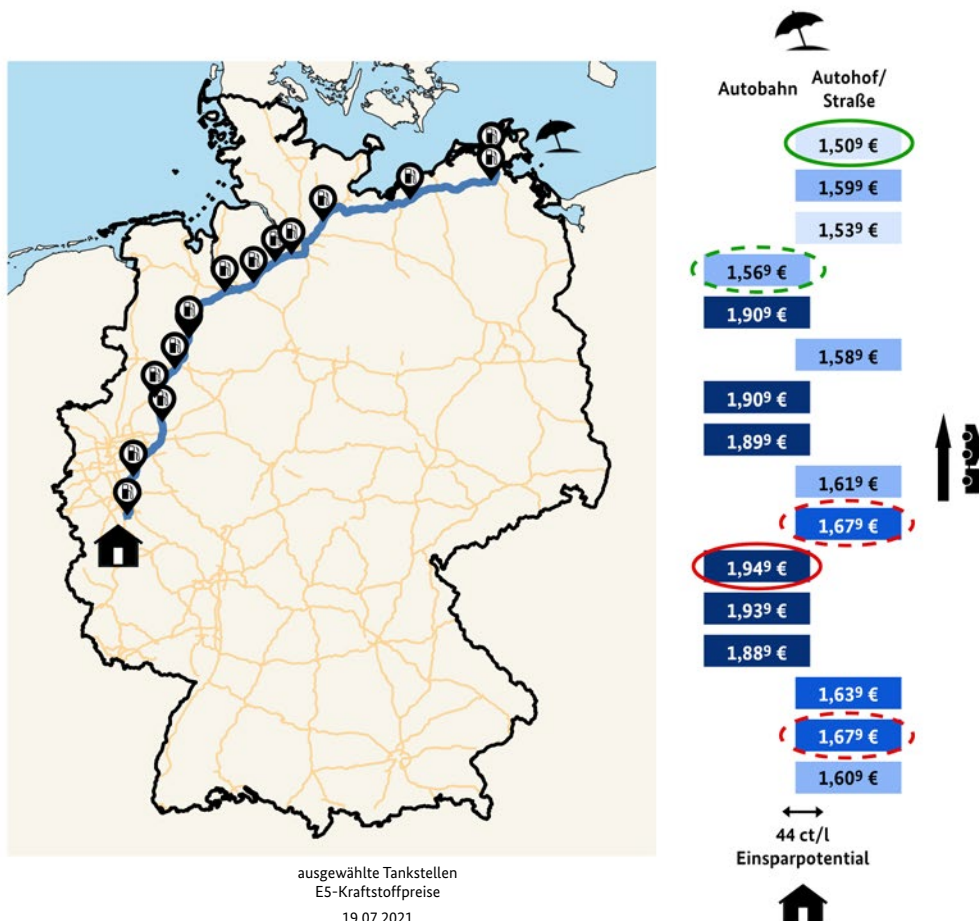 Autobahn
Autohof/
Straße
1,50⁹ €
1,59⁹ €
1,53⁹ €
1,56⁹ €
1,90⁹ €
1,58⁹ €
1,90⁹ €
1,89⁹ €
1,61⁹ €
1,67⁹ €
1,94⁹ €
1,93⁹ €
1,88⁹ €
1,63⁹ €
1,67⁹ €
1,60⁹ €
44 ct/l
Einsparpotential
ausgewählte Tankstellen
E5-Kraftstoffpreise
19.07.2021